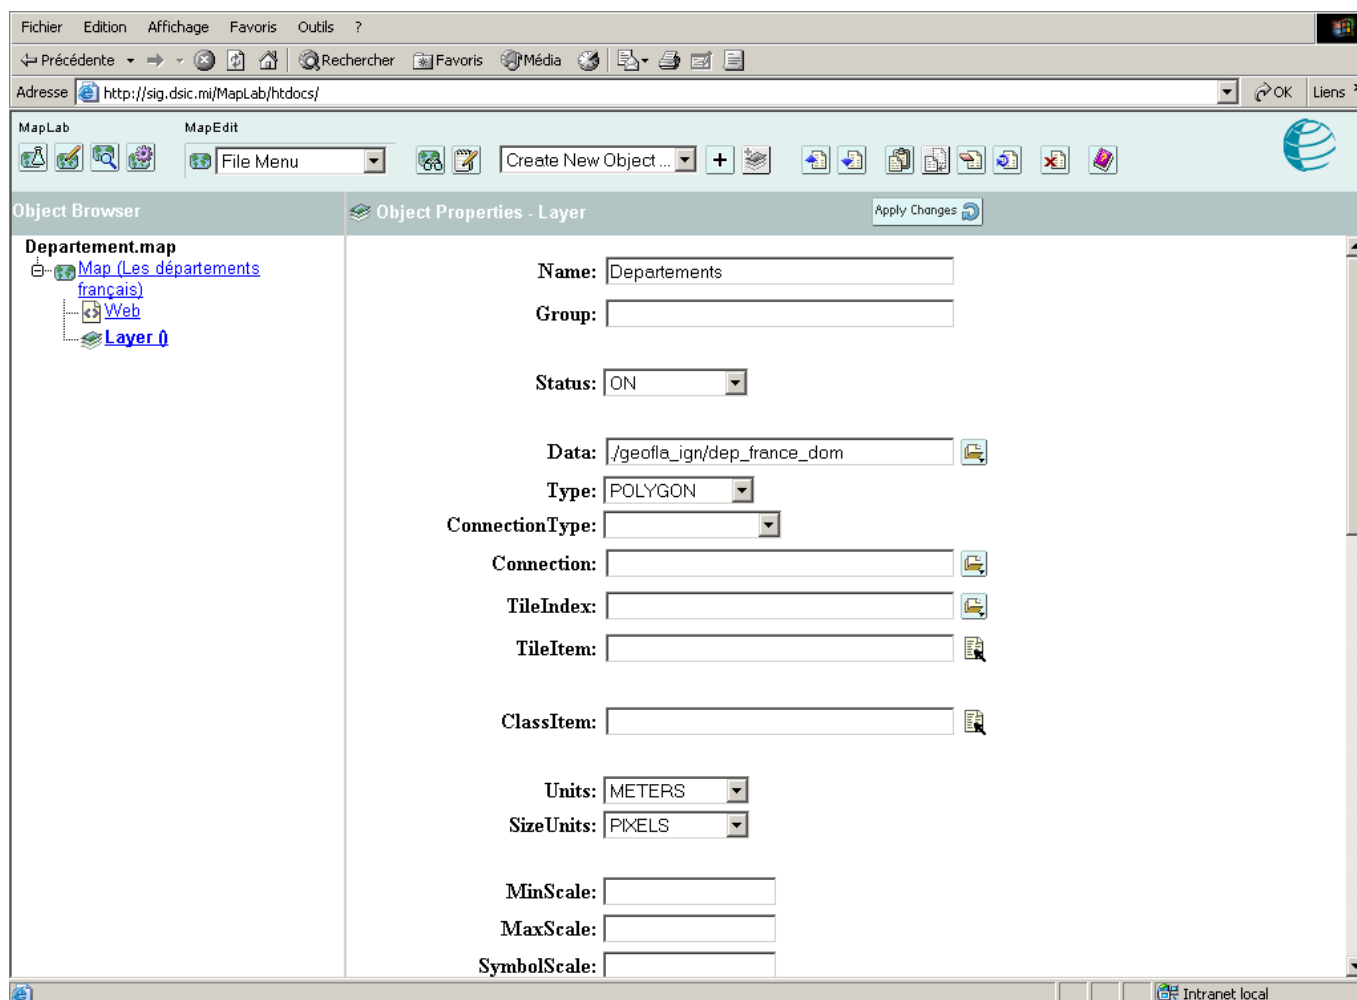 Fichier Edition Affichage Favoris Outils ?
Précédente Rechercher Favoris Média
Adresse http://sig.dsic.mi/MapLab/htdocs/ OK Liens
MapLab MapEdit
File Menu Create New Object ...
Object Browser Object Properties - Layer Apply Changes
Departement.map
Map (Les départements
français)
Web
Layer ()
Name: Departements
Group:
Status: ON
Data: ./geofla_ign/dep_france_dom
Type: POLYGON
ConnectionType:
Connection:
TileIndex:
TileItem:
ClassItem:
Units: METERS
SizeUnits: PIXELS
MinScale:
MaxScale:
SymbolScale:
Intranet local